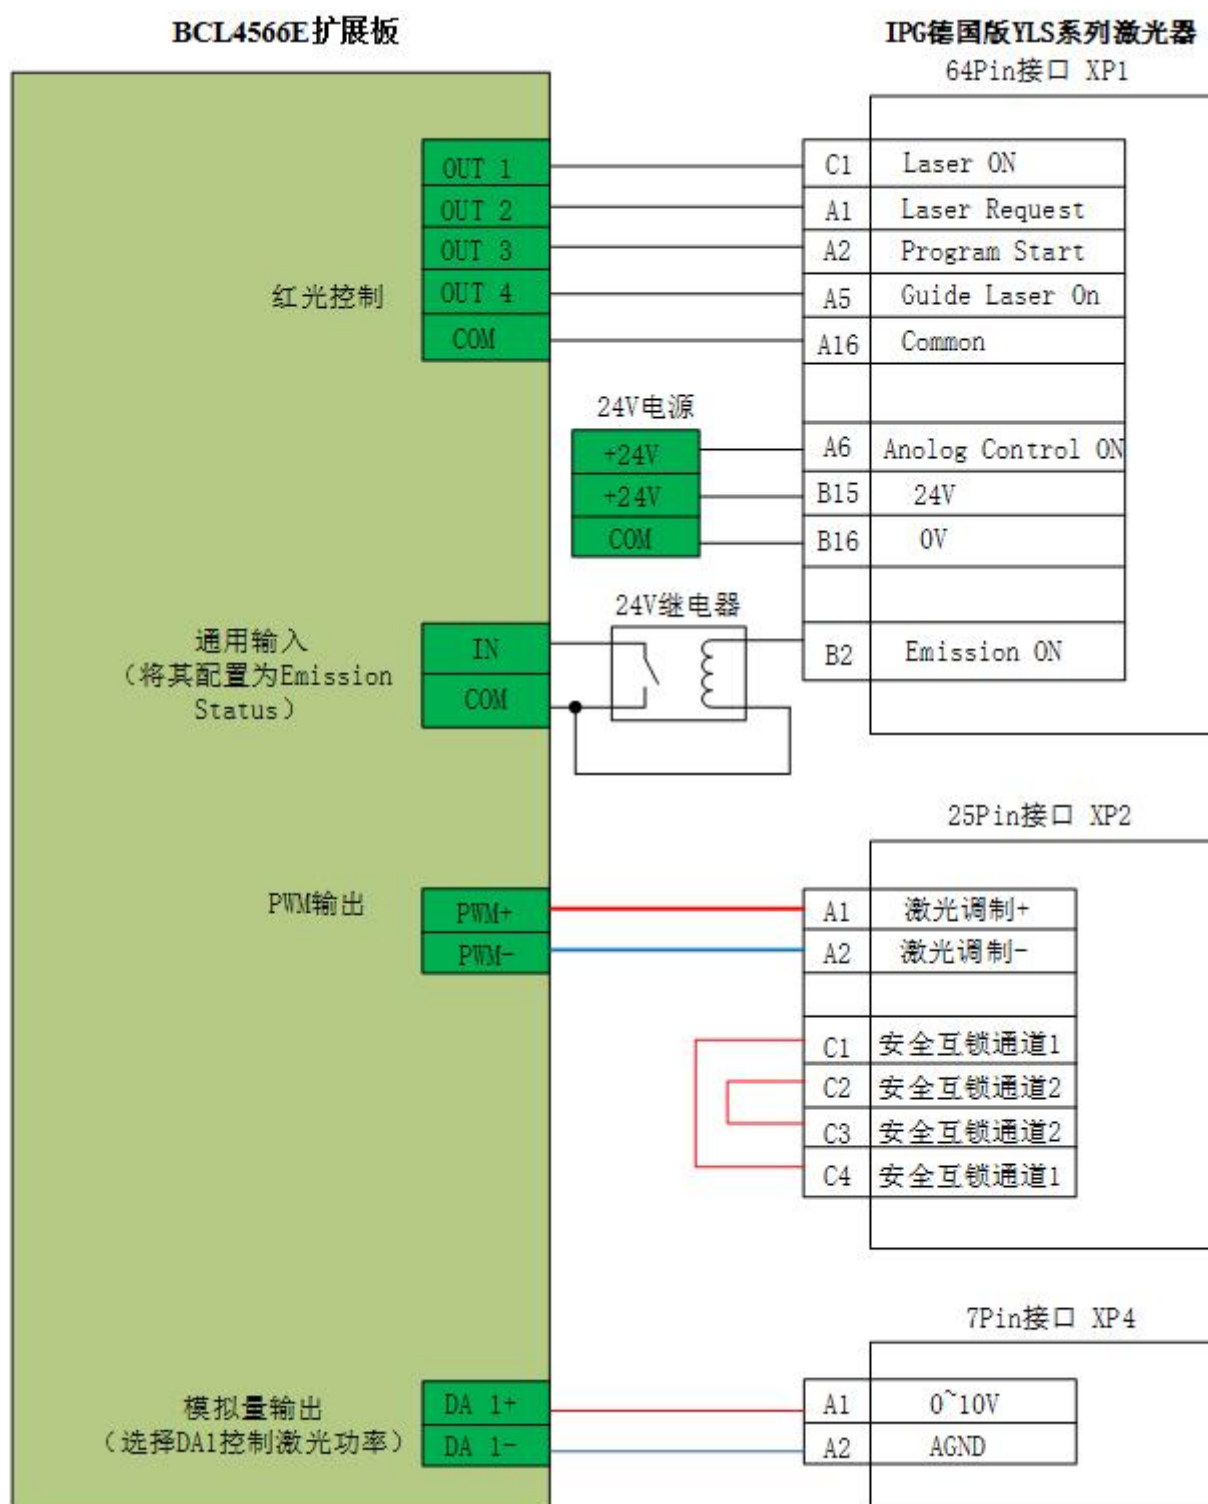 BCL4566E扩展板
IPG德国版YLS系列激光器
64Pin接口 XP1
OUT 1
C1
Laser ON
OUT 2
A1
Laser Request
OUT 3
A2
Program Start
红光控制
OUT 4
A5
Guide Laser On
COM
A16
Common
24V电源
+24V
A6
Anolog Control ON
+24V
B15
24V
COM
B16
0V
24V继电器
通用输入
（将其配置为Emission
Status）
IN
COM
B2
Emission ON
25Pin接口 XP2
PWM输出
PWM+
A1
激光调制+
PWM-
A2
激光调制-
C1
安全互锁通道1
C2
安全互锁通道2
C3
安全互锁通道2
C4
安全互锁通道1
7Pin接口 XP4
模拟量输出
（选择DA1控制激光功率）
DA 1+
A1
0~10V
DA 1-
A2
AGND